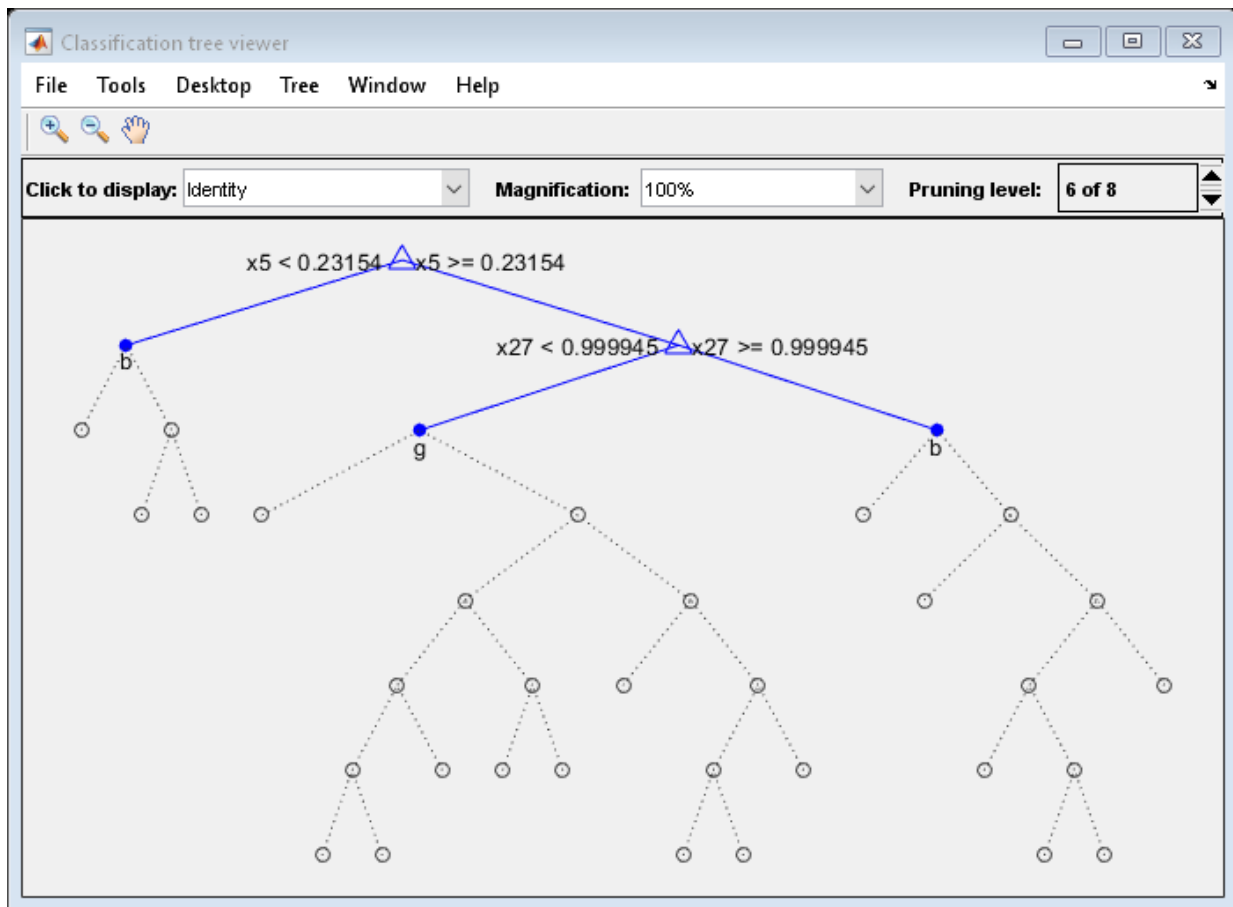 Classification tree viewer
File Tools Desktop Tree Window Help
Click to display: Identity Magnification: 100% Pruning level: 6 of 8
x5 < 0.23154 x5 >= 0.23154
b x27 < 0.999945 x27 >= 0.999945
g b